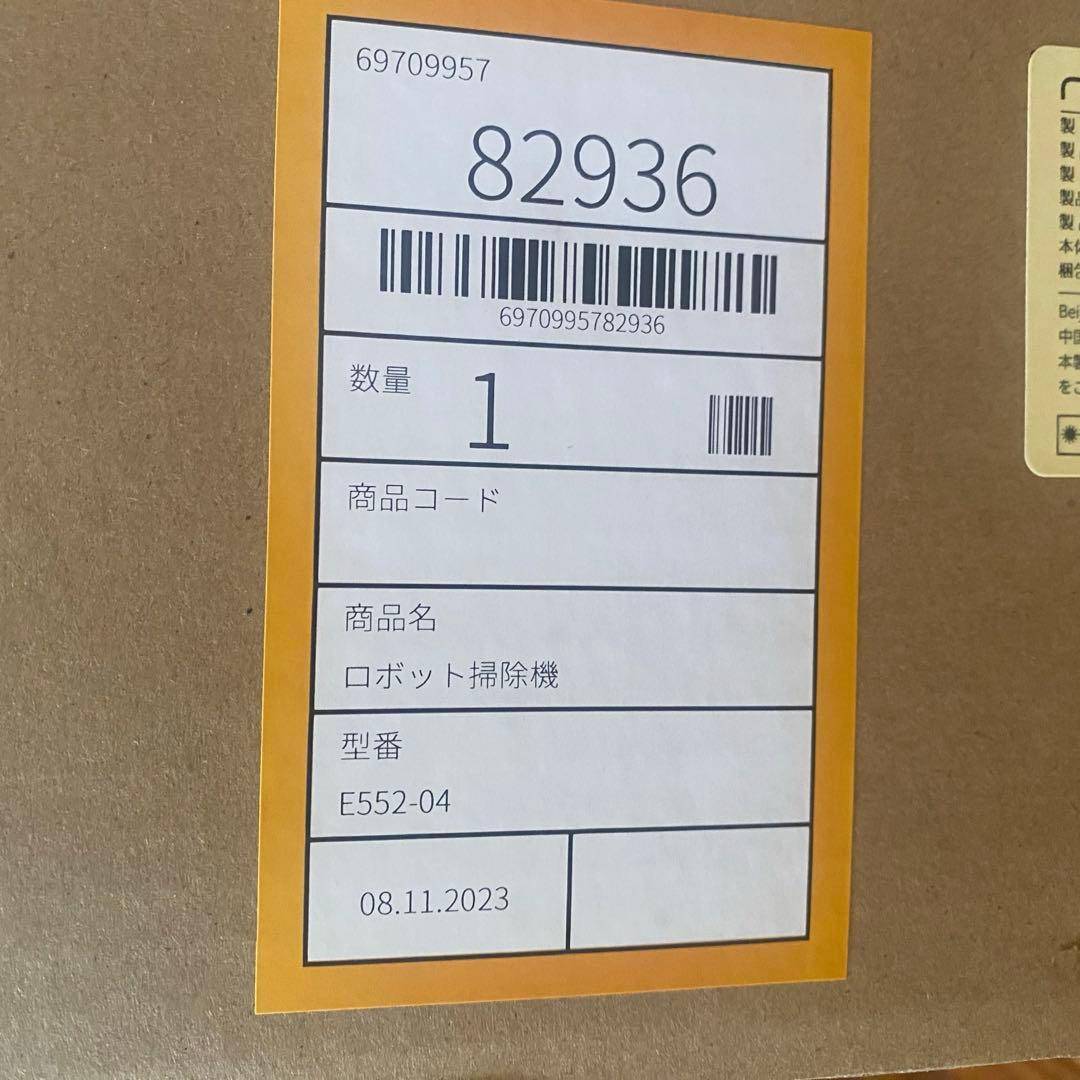 69709957
82936
6970995782936
数量
1
商品コード
商品名
ロボット掃除機
型番
E552-04
08.11.2023
製
製
製
製品
製
本体
梱包
Bei
中国
本製
をご